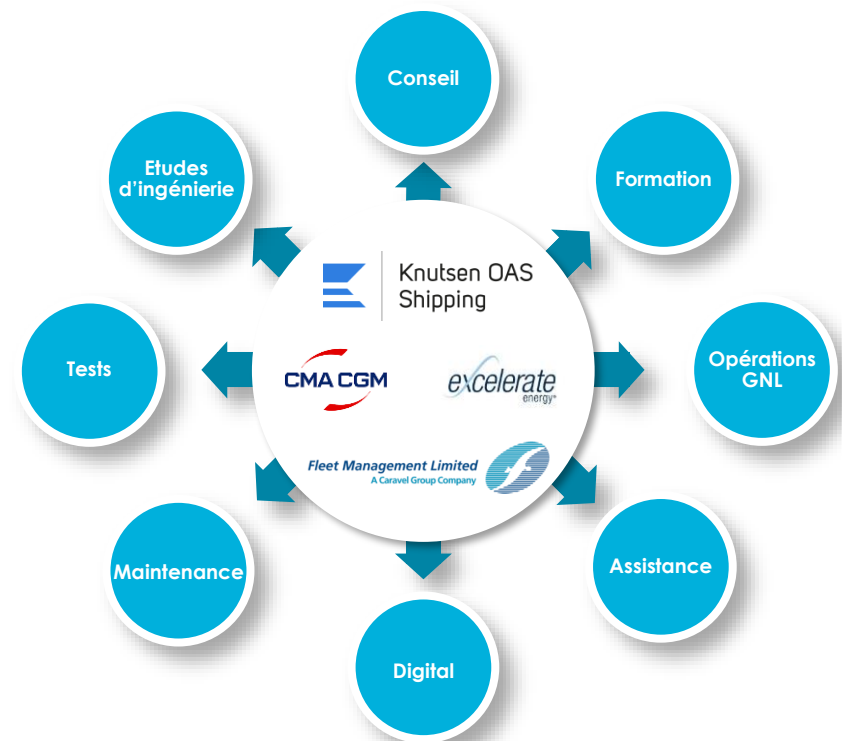 Conseil
Etudes
d'ingénierie
Formation
Knutsen OAS
Shipping
Tests
CMA CGM
excelerate
energy®
Opérations
GNL
Fleet Management Limited
A Caravel Group Company
Maintenance
Assistance
Digital